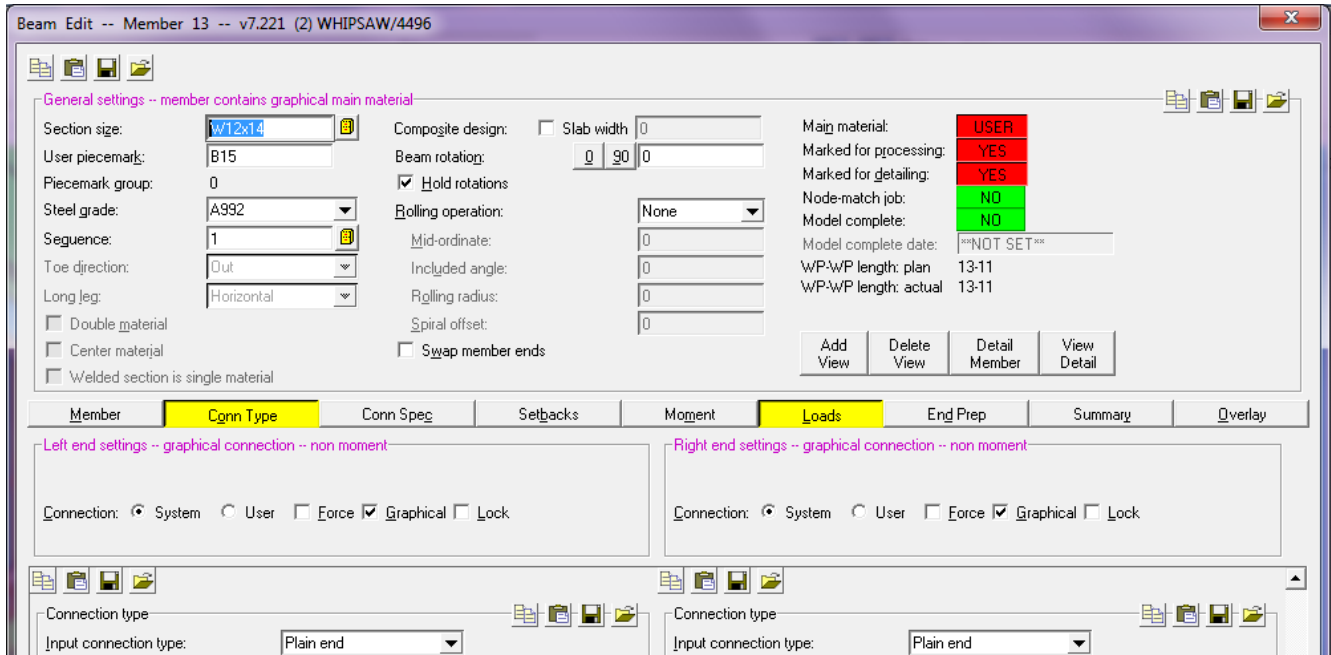 Beam Edit -- Member 13 -- v7.221 (2) WHIPSAW/4496
General settings -- member contains graphical main material
Section size: W12x14 Composite design: Slab width 0 Main material: USER
User piecemark: B15 Beam rotation: 0 90 0 Marked for processing: YES
Piecemark group: 0 Hold rotations Marked for detailing: YES
Steel grade: A992 Rolling operation: None Node-match job: NO
Model complete: NO
Sequence: 1 Mid-ordinate: 0 Model complete date: **NOT SET**
Toe direction: Out Included angle: 0 WP-WP length: plan 13-11
Long leg: Horizontal Rolling radius: 0 WP-WP length: actual 13-11
Double material Spiral offset: 0
Center material Swap member ends Add View Delete View Detail Member View Detail
Welded section is single material
Member Conn Type Conn Spec Setbacks Moment Loads End Prep Summary Overlay
Left end settings -- graphical connection -- non moment Right end settings -- graphical connection -- non moment
Connection: System User Force Graphical Lock Connection: System User Force Graphical Lock
Connection type Connection type
Input connection type: Plain end Input connection type: Plain end